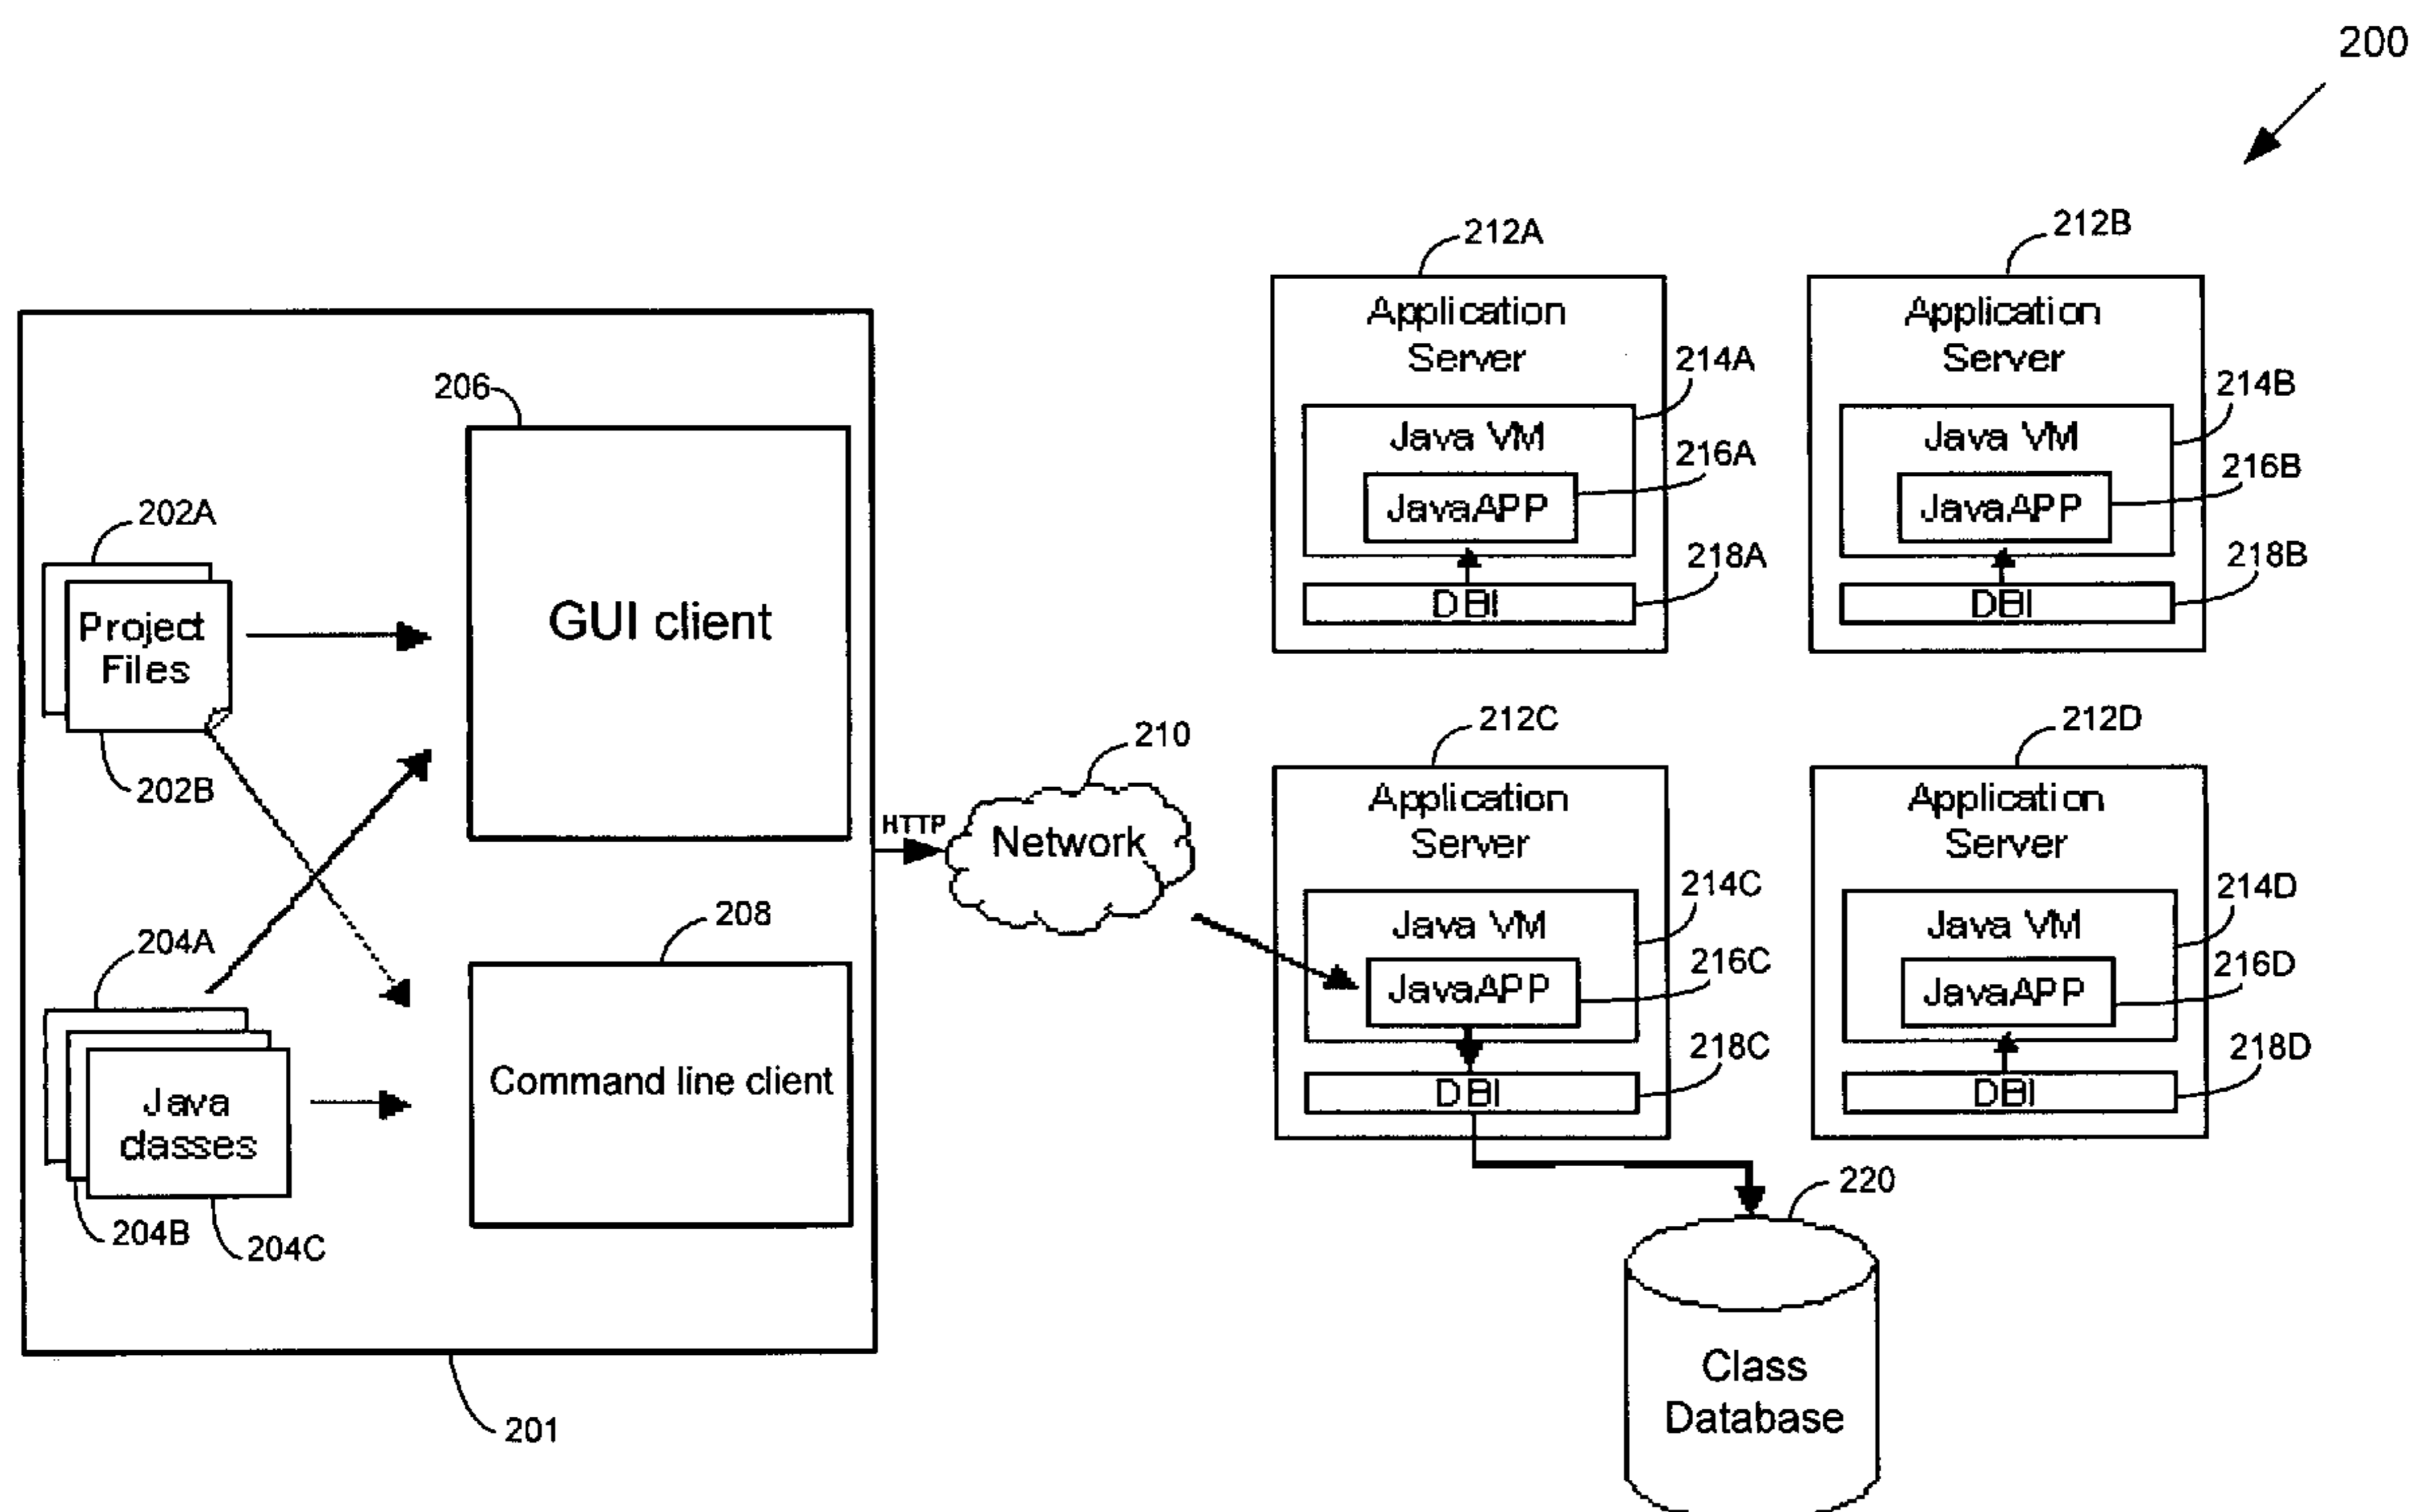 200
212A
212B
Application
Server
214A
Java VM
216A
JavaAPP
218A
DBI
Application
Server
214B
Java VM
216B
JavaAPP
218B
DBI
206
GUI client
202A
Project
Files
202B
204A
Java
classes
204B
204C
208
Command line client
201
HTTP
210
Network
212C
Application
Server
214C
Java VM
216C
JavaAPP
218C
DBI
212D
Application
Server
214D
Java VM
216D
JavaAPP
218D
DBI
220
Class
Database